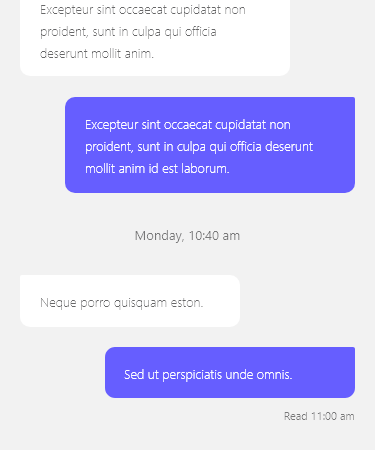 Excepteur sint occaecat cupidatat non
proident, sunt in culpa qui officia
deserunt mollit anim.
Excepteur sint occaecat cupidatat non
proident, sunt in culpa qui officia deserunt
mollit anim id est laborum.
Monday, 10:40 am
Neque porro quisquam eston.
Sed ut perspiciatis unde omnis.
Read 11:00 am